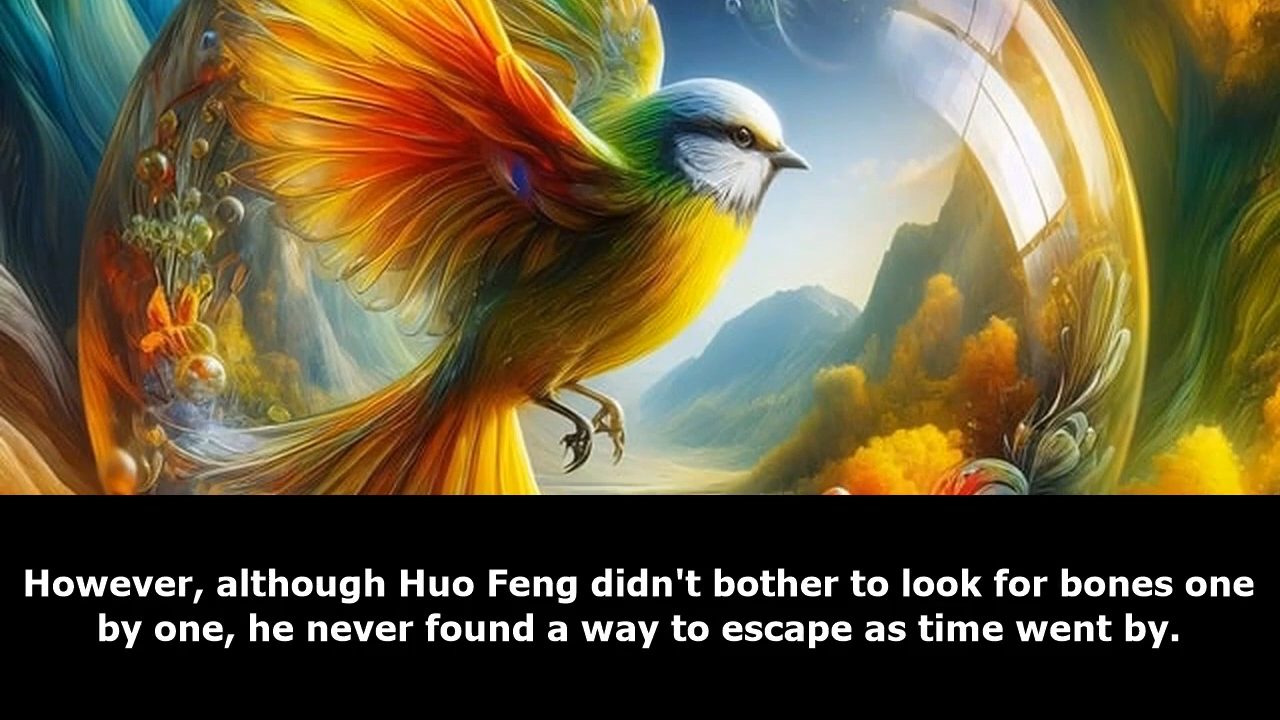 However, although Huo Feng didn't bother to look for bones one
by one, he never found a way to escape as time went by.